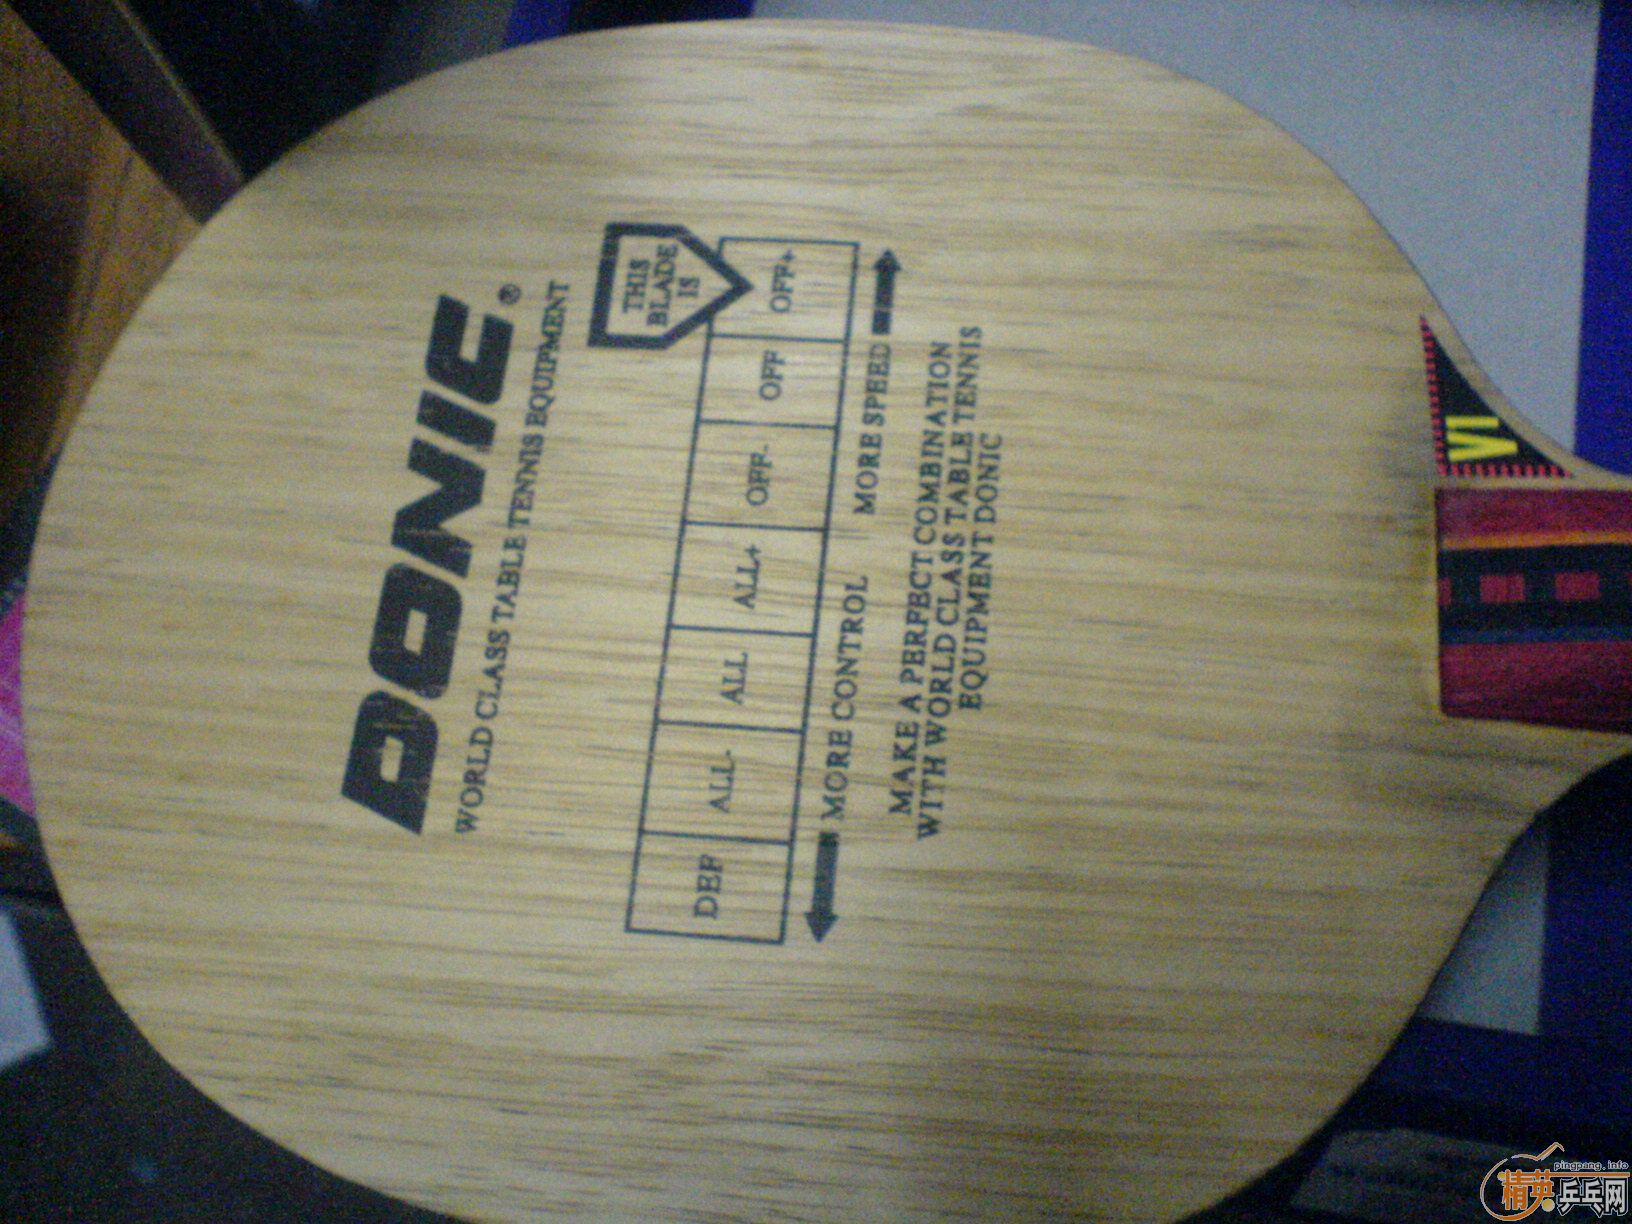 DONIC®
WORLD CLASS TABLE TENNIS EQUIPMENT
THIS
BLADE
IS
DEF ALL- ALL ALL+ OFF- OFF OFF+
MORE CONTROL MORE SPEED
MAKE A PERFECT COMBINATION
WITH WORLD CLASS TABLE TENNIS
EQUIPMENT DONIC
V1
pingpang.info
精英乒乓网